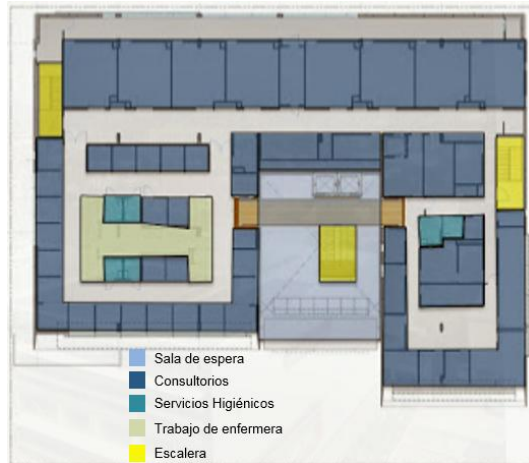 Sala de espera
Consultorios
Servicios Higiénicos
Trabajo de enfermera
Escalera